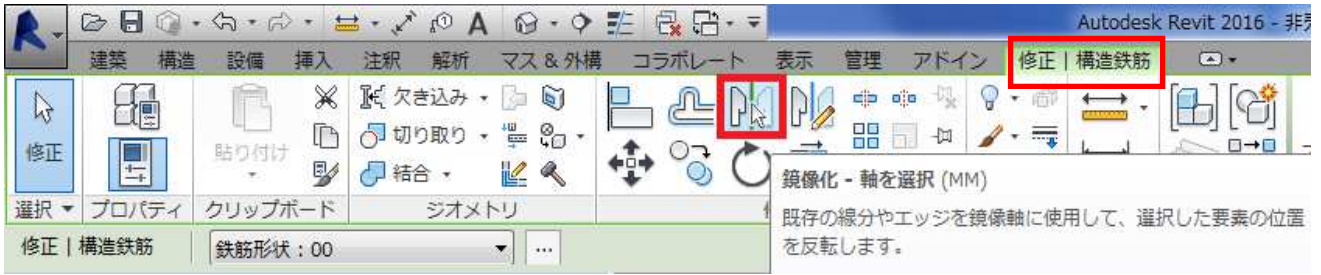 Autodesk Revit 2016 - 非
建築 構造 設備 挿入 注釈 解析 マス & 外構 コラボレート 表示 管理 アドイン 修正 | 構造鉄筋
欠き込み
切り取り
修正 貼り付け
結合
選択 プロパティ クリップボード ジオメトリ
鏡像化 - 軸を選択 (MM)
既存の線分やエッジを鏡像軸に使用して、選択した要素の位置
を反転します。
修正 | 構造鉄筋 鉄筋形状 : 00